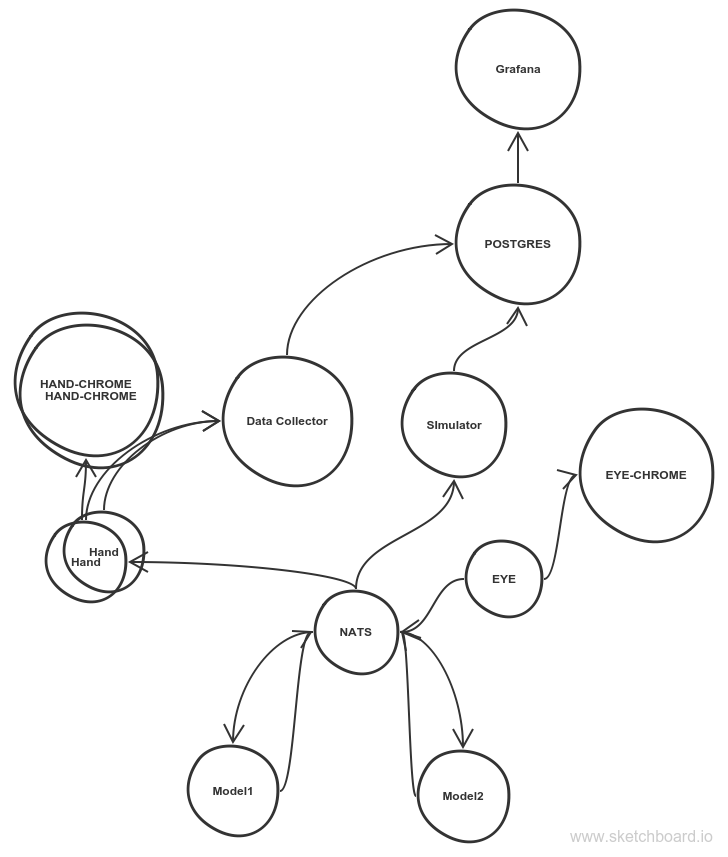 Grafana
POSTGRES
HAND-CHROME
HAND-CHROME
Data Collector
SImulator
EYE-CHROME
Hand
Hand
EYE
NATS
Model1
Model2
www.sketchboard.io